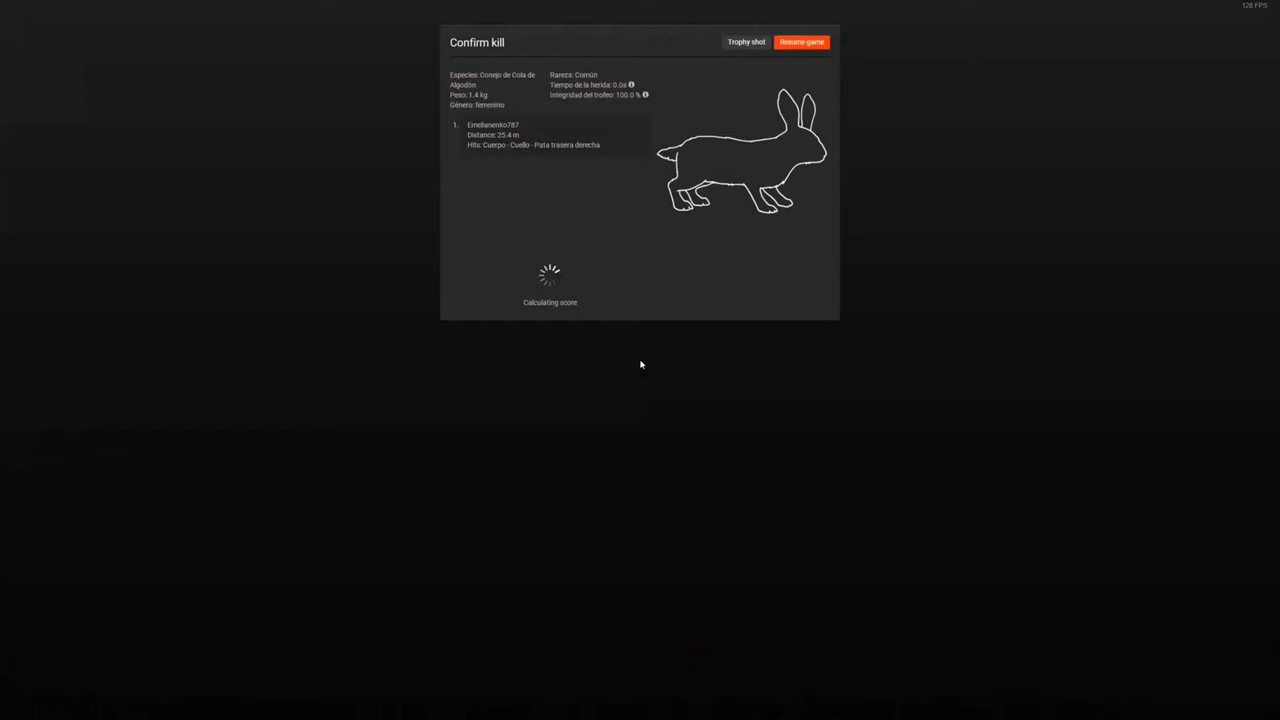 128 FPS
Confirm kill
Trophy shot
Resume game
Especies: Conejo de Cola de
Algodón
Peso: 1.4 kg
Género: femenino
Rareza: Común
Tiempo de la herida: 0.0s
Integridad del trofeo: 100.0 %
1. Emelianenko787
Distance: 25.4 m
Hits: Cuerpo - Cuello - Pata trasera derecha
Calculating score